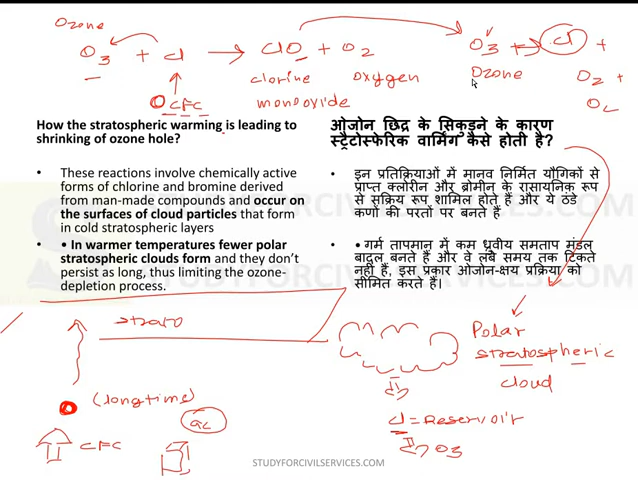 Ozone
O3 + Cl → ClO + O2
O3 + Cl +
Clorine oxygen
Ozone
O2 +
CFC
monooxide
How the stratospheric warming is leading to
shrinking of ozone hole?
ओजोन छिद्र के सिकुड़ने के कारण
स्ट्रैटोस्फेरिक वार्मिंग कैसे होती है?
• These reactions involve chemically active
forms of chlorine and bromine derived
from man-made compounds and occur on
the surfaces of cloud particles that form
in cold stratospheric layers
• • In warmer temperatures fewer polar
stratospheric clouds form and they don't
persist as long, thus limiting the ozone-
depletion process.
• इन प्रतिक्रियाओं में मानव निर्मित यौगिकों से
प्राप्त क्लोरीन और ब्रोमीन के रासायनिक रूप
से सक्रिय रूप शामिल होते हैं और ये ठंडे
कणों की परतों पर बनते हैं
• • गर्म तापमान में कम ध्रुवीय समताप मंडल
बादल बनते हैं और वे लंबे समय तक टिकते
नहीं हैं, इस प्रकार ओजोन-क्षय प्रक्रिया को
सीमित करते हैं।
strato
Polar
stratospheric
cloud
(longtime)
ac
CFC
Cl = Reservoir
O3
STUDYFORCIVILSERVICES.COM